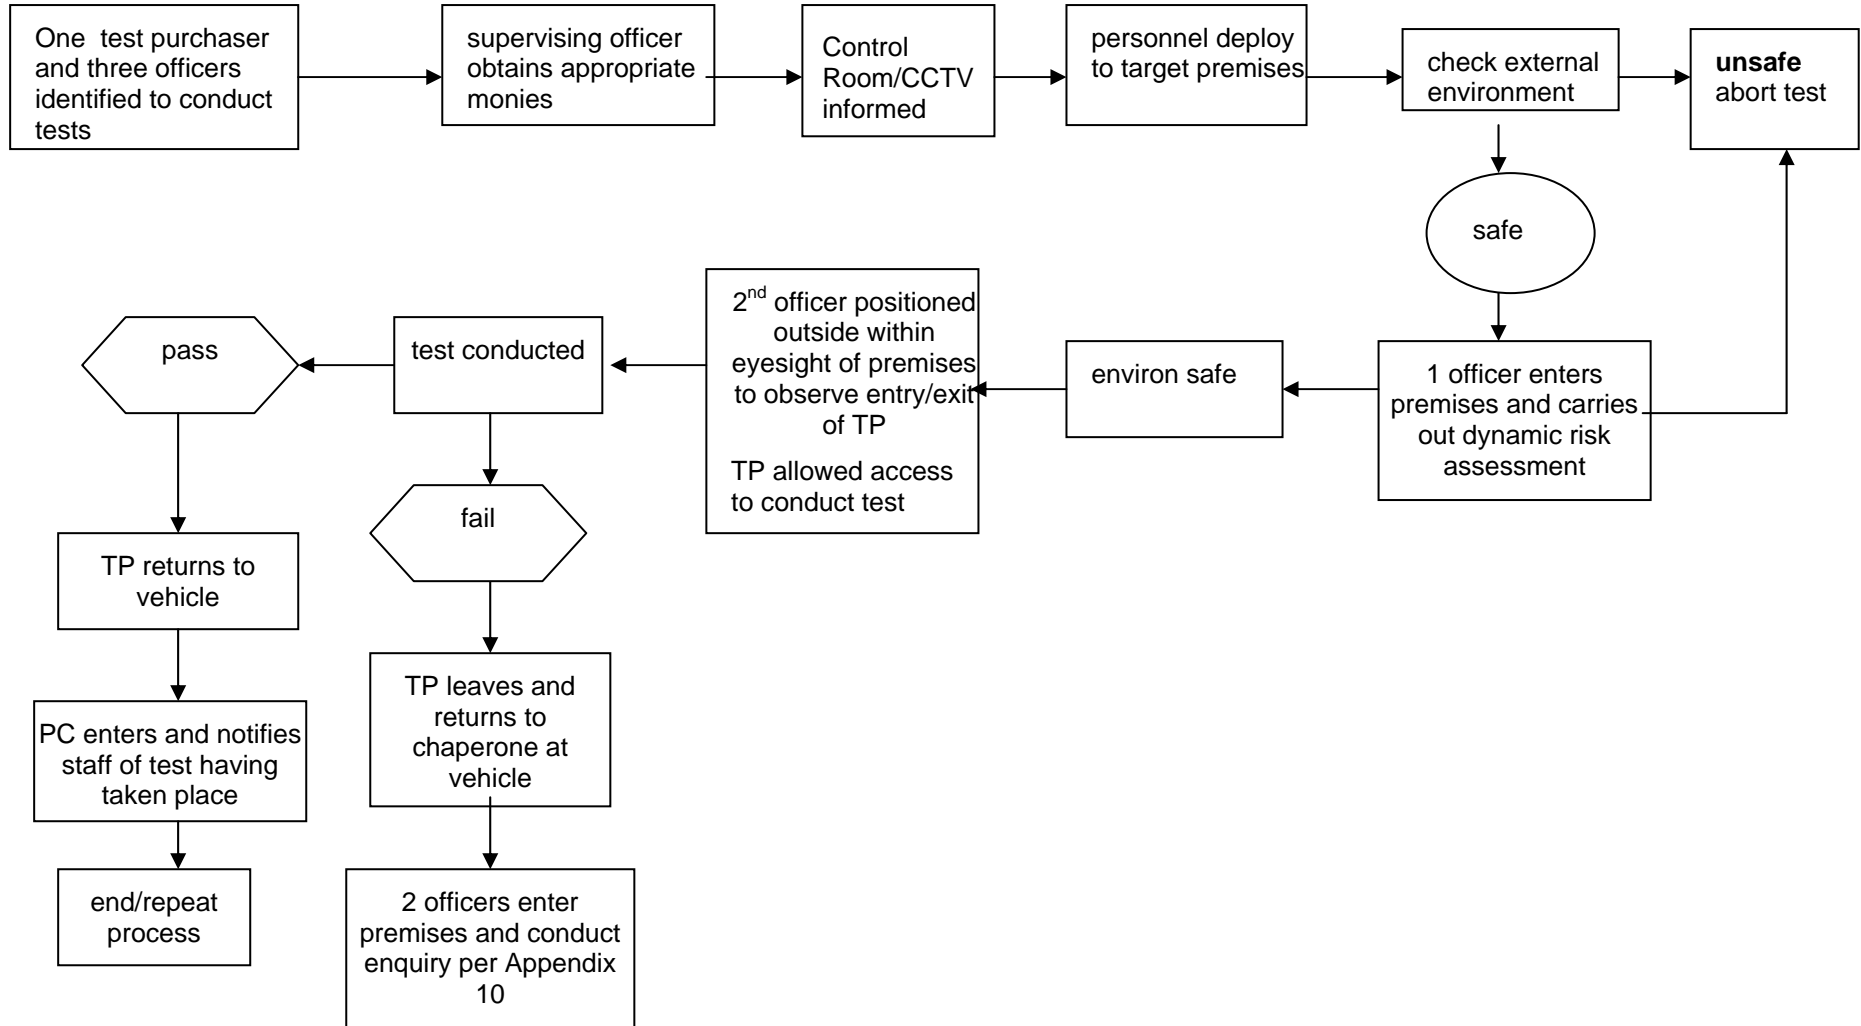 One test purchaser
and three officers
identified to conduct
tests
supervising officer
obtains appropriate
monies
Control
Room/CCTV
informed
personnel deploy
to target premises
check external
environment
unsafe
abort test
safe
1 officer enters
premises and carries
out dynamic risk
assessment
environ safe
2nd officer positioned
outside within
eyesight of premises
to observe entry/exit
of TP
TP allowed access
to conduct test
test conducted
pass
fail
TP returns to
vehicle
PC enters and notifies
staff of test having
taken place
end/repeat
process
TP leaves and
returns to
chaperone at
vehicle
2 officers enter
premises and conduct
enquiry per Appendix
10